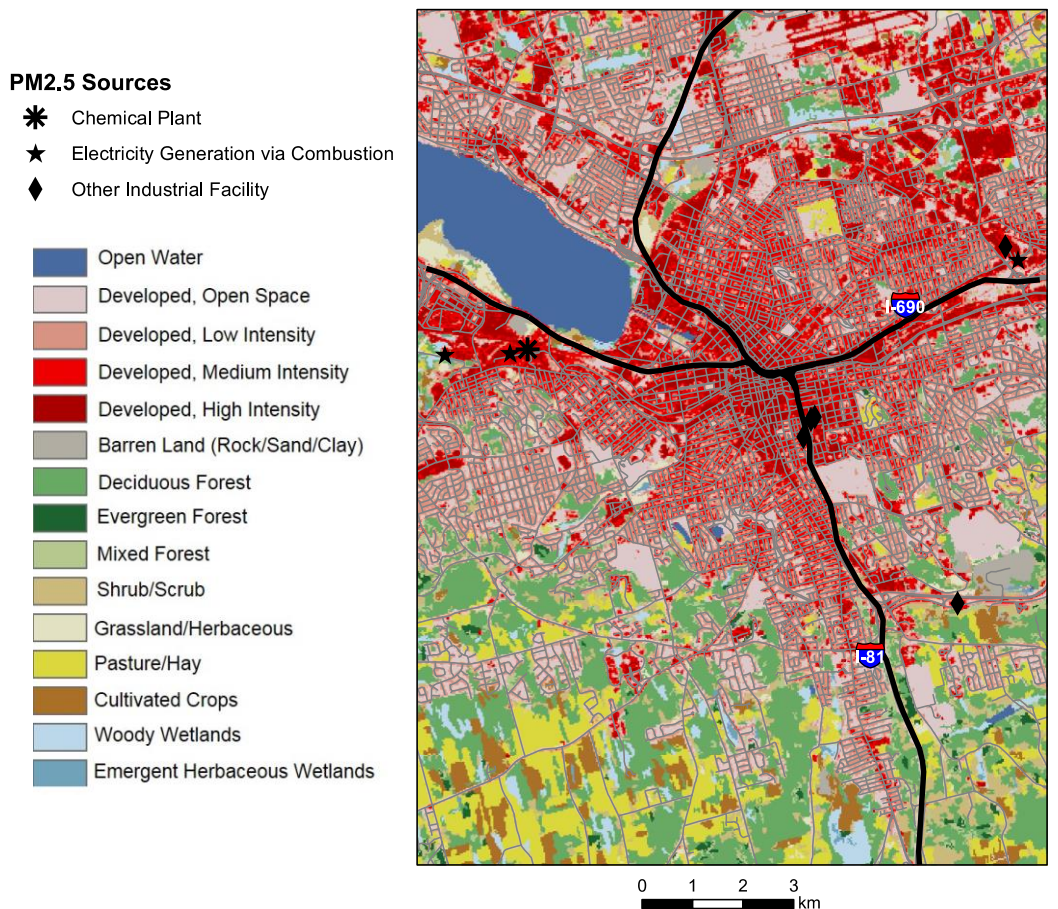 PM2.5 Sources
Chemical Plant
Electricity Generation via Combustion
Other Industrial Facility
Open Water
Developed, Open Space
Developed, Low Intensity
Developed, Medium Intensity
Developed, High Intensity
Barren Land (Rock/Sand/Clay)
Deciduous Forest
Evergreen Forest
Mixed Forest
Shrub/Scrub
Grassland/Herbaceous
Pasture/Hay
Cultivated Crops
Woody Wetlands
Emergent Herbaceous Wetlands
I-690
I-81
0 1 2 3
km